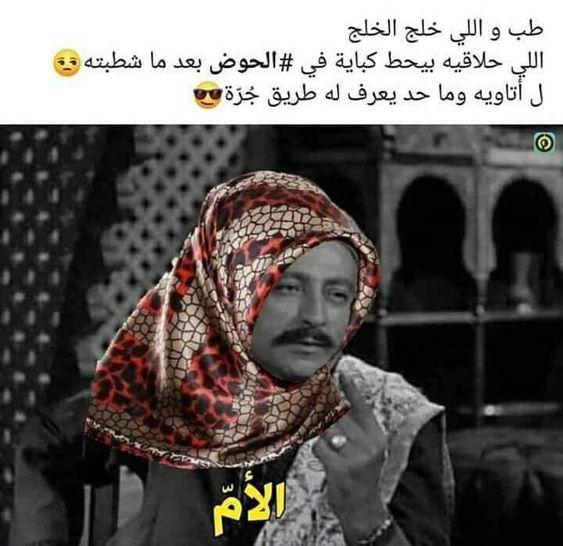 طب و اللي خلج الخلج
اللي حلاقيه بيحط كباية في #الحوض بعد ما شطبته 😒
ل أتاويه وما حد يعرف له طريق جُرّة 😎
الأمّ